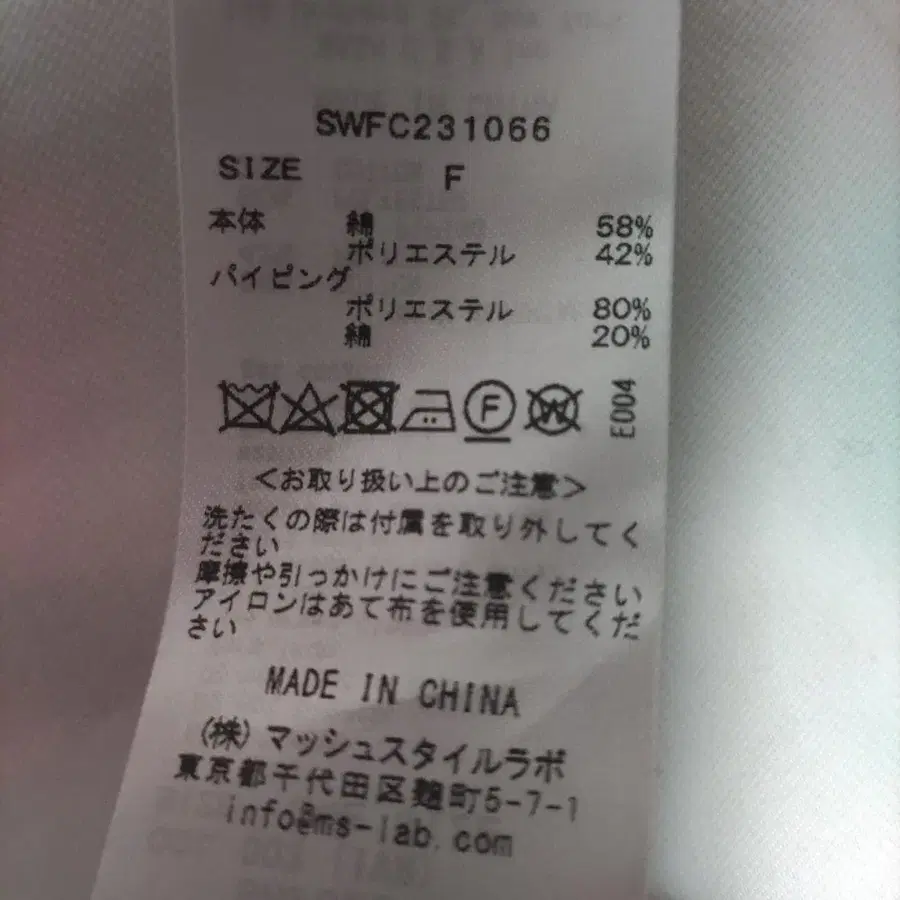 SWFC231066
SIZE F
本体 綿 58%
ポリエステル 42%
パイピング
ポリエステル 80%
綿 20%
F W E004
<お取り扱い上のご注意>
洗たくの際は付属を取り外してく
ださい
摩擦や引っかけにご注意ください
アイロンはあて布を使用してくだ
さい
MADE IN CHINA
(株)マッシュスタイルラボ
東京都千代田区麹町5-7-1
info@ms-lab.com